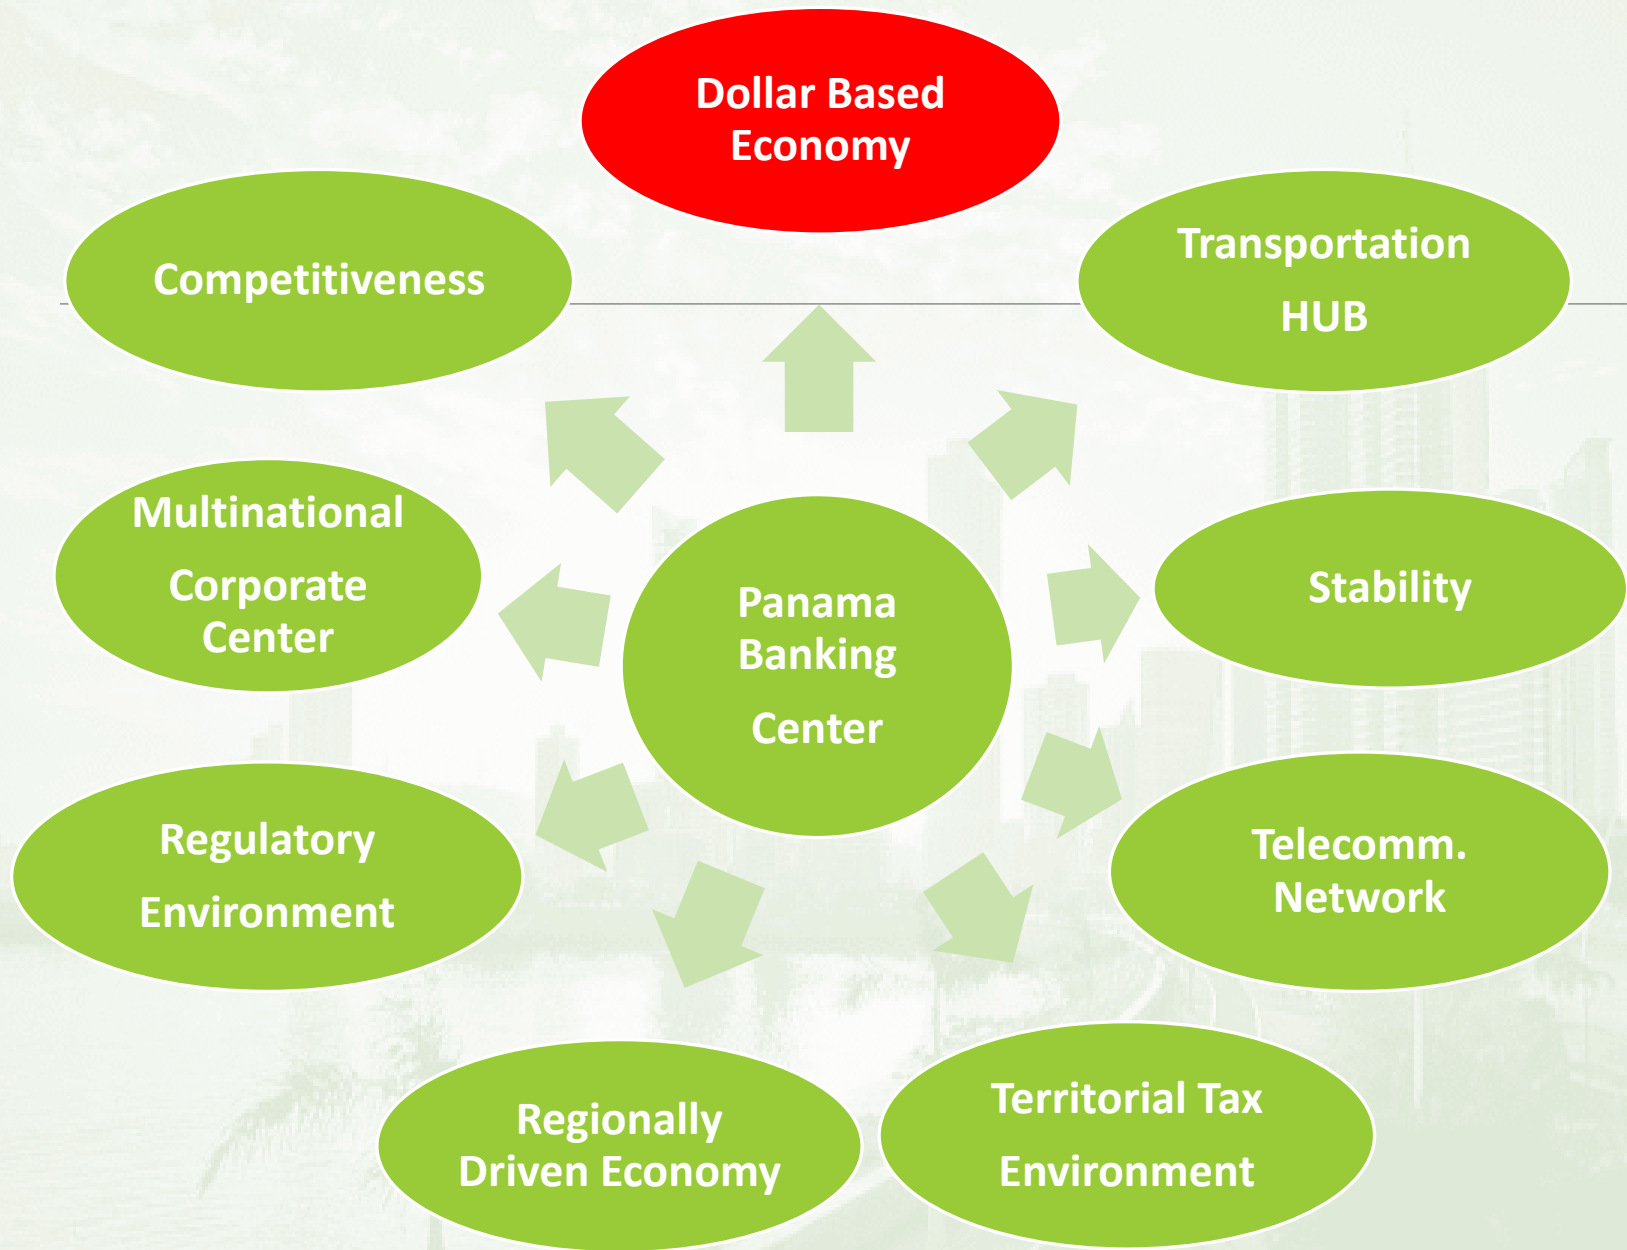 Dollar Based
Economy
Competitiveness
Transportation
HUB
Multinational
Corporate
Center
Panama
Banking
Center
Stability
Regulatory
Environment
Telecomm.
Network
Regionally
Driven Economy
Territorial Tax
Environment